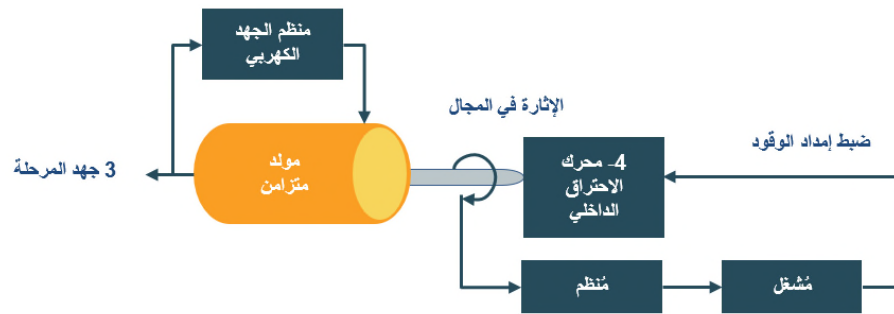 منظم الجهد
الكهربي
الإثارة في المجال
ضبط إمداد الوقود
3 جهد المرحلة
مولد
متزامن
4- محرك
الاحتراق
الداخلي
مُنظم
مُشغل